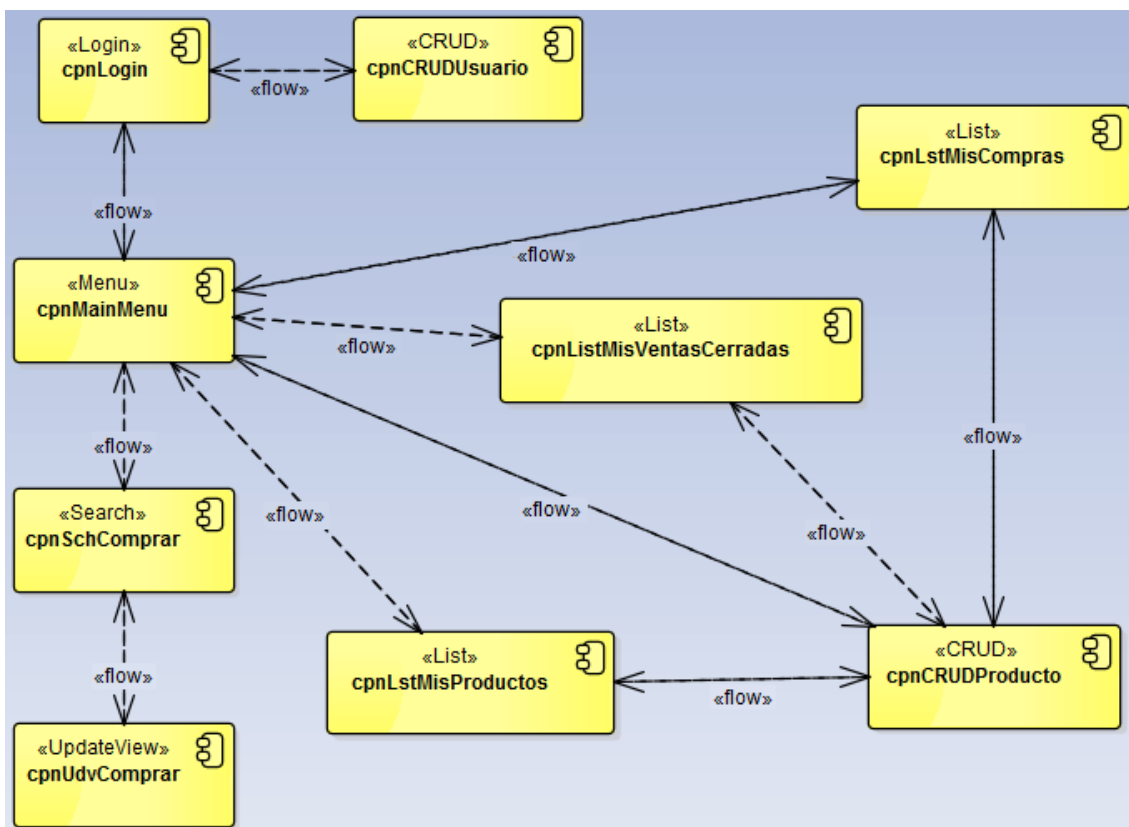 «Login»
cpnLogin
«flow»
«CRUD»
cpnCRUDUsuario
«List»
cpnLstMisCompras
«flow»
«flow»
«Menu»
cpnMainMenu
«flow»
«List»
cpnListMisVentasCerradas
«flow»
«flow»
«Search»
cpnSchComprar
«flow»
«flow»
«flow»
«flow»
«List»
cpnLstMisProductos
«flow»
«CRUD»
cpnCRUDProducto
«UpdateView»
cpnUdvComprar